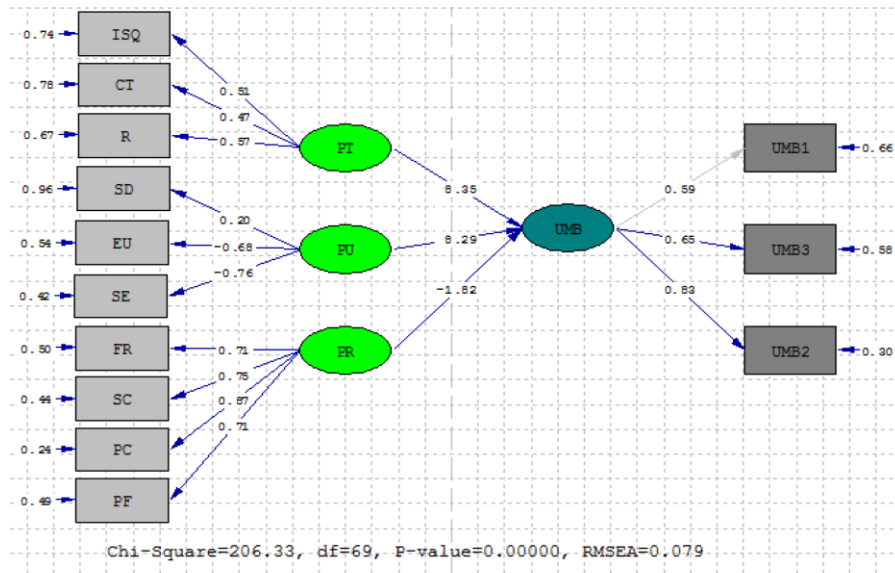 0.74 ISQ
0.51
0.78 CT
0.47
0.67 R
0.57
PT
UMB1 0.66
0.96 SD
8.35
0.59
0.20
UMB
0.54 EU
-0.68
PU
8.29
0.65
UMB3 0.58
-0.76
0.42 SE
-1.82
0.83
0.50 FR
0.71
PR
UMB2 0.30
0.75
0.44 SC
0.87
0.71
0.24 PC
0.49 PF
Chi-Square=206.33, df=69, P-value=0.00000, RMSEA=0.079